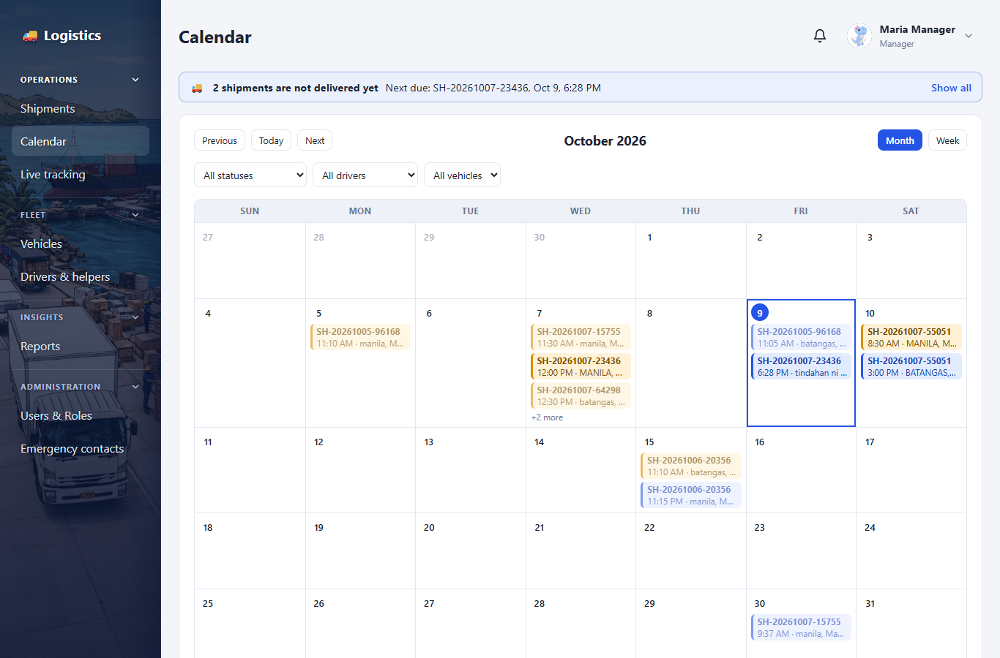 Logistics
OPERATIONS
Shipments
Calendar
Live tracking
FLEET
Vehicles
Drivers & helpers
INSIGHTS
Reports
ADMINISTRATION
Users & Roles
Emergency contacts
Calendar
Maria Manager
Manager
2 shipments are not delivered yet Next due: SH-20261007-23436, Oct 9, 6:28 PM Show all
Previous Today Next October 2026 Month Week
All statuses All drivers All vehicles
SUN MON TUE WED THU FRI SAT
27 28 29 30 1 2 3
4
5
SH-20261005-96168
11:10 AM · manila, M...
6
7
SH-20261007-15755
11:30 AM · manila, M...
SH-20261007-23436
12:00 PM · MANILA, ...
SH-20261007-64298
12:30 PM · batangas, ...
+2 more
8
9
SH-20261005-96168
11:05 AM · batangas, ...
SH-20261007-23436
6:28 PM · tindahan ni ...
10
SH-20261007-55051
8:30 AM · MANILA, M...
SH-20261007-55051
3:00 PM · BATANGAS,...
11 12 13 14
15
SH-20261006-20356
11:10 AM · batangas, ...
SH-20261006-20356
11:15 PM · manila, M...
16 17
18 19 20 21 22 23 24
25 26 27 28 29
30
SH-20261007-15755
9:37 AM · manila, Ma...
31